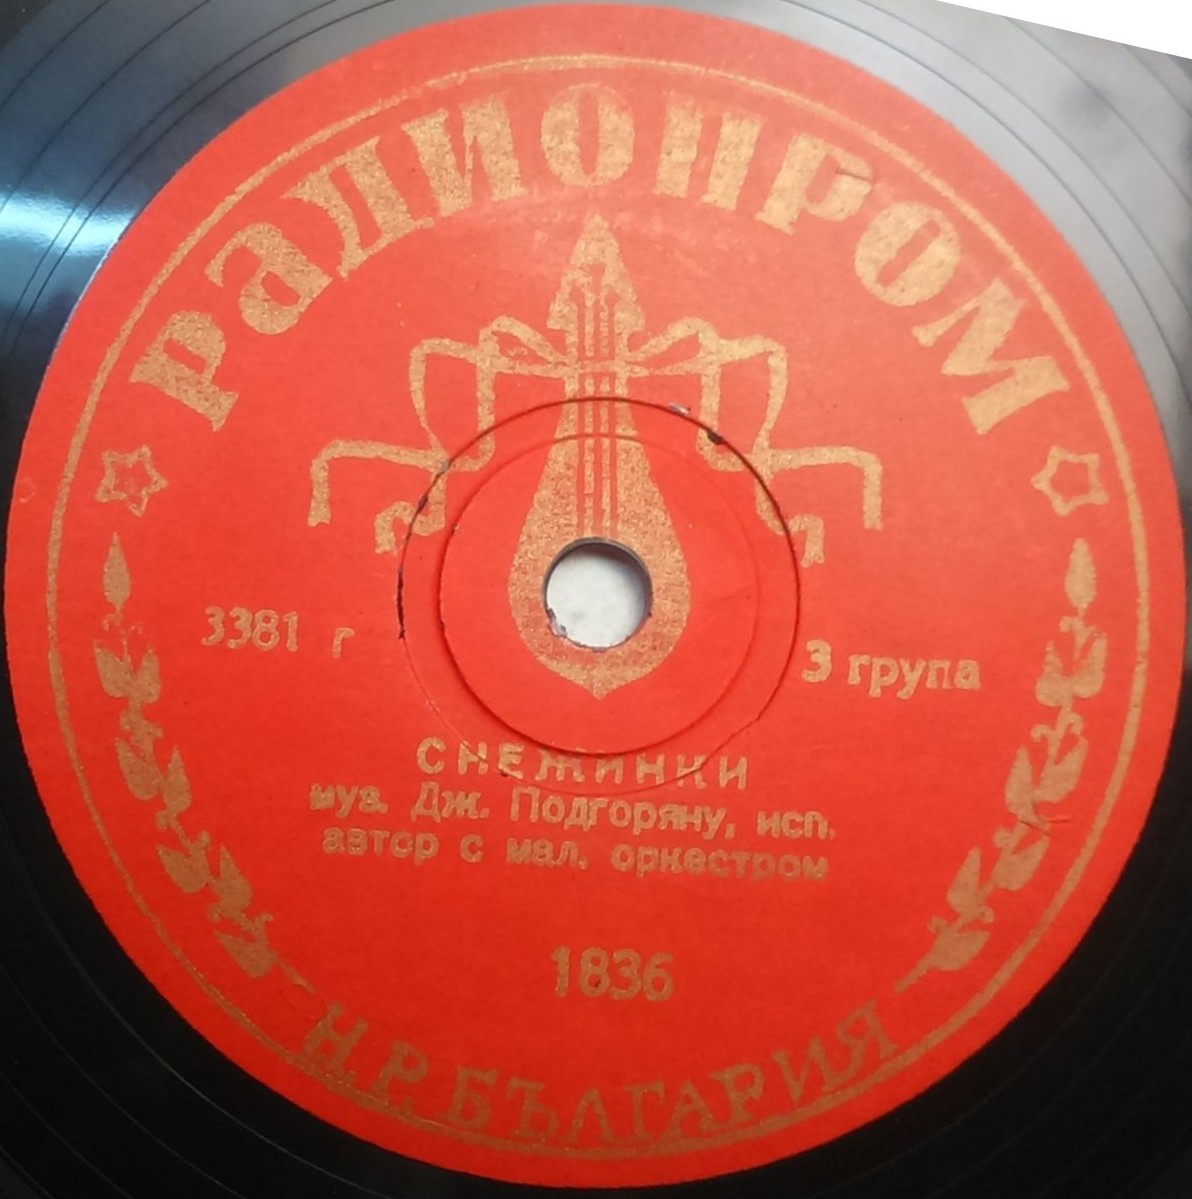 Радиопром
3381 г
3 група
СНЕЖИНКИ
муз. Дж. Подгоряну, исп.
автор с мал. оркестром
1836
Н.Р. БЪЛГАРИЯ